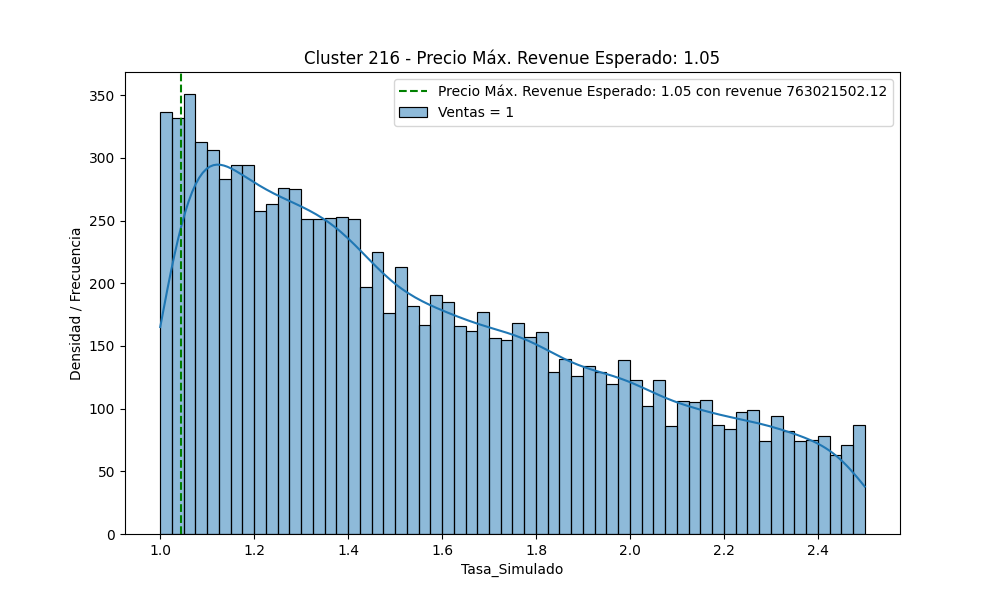 Cluster 216 - Precio Máx. Revenue Esperado: 1.05
Precio Máx. Revenue Esperado: 1.05 con revenue 763021502.12
Ventas = 1
Densidad / Frecuencia
350
300
250
200
150
100
50
0
1.0 1.2 1.4 1.6 1.8 2.0 2.2 2.4
Tasa_Simulado